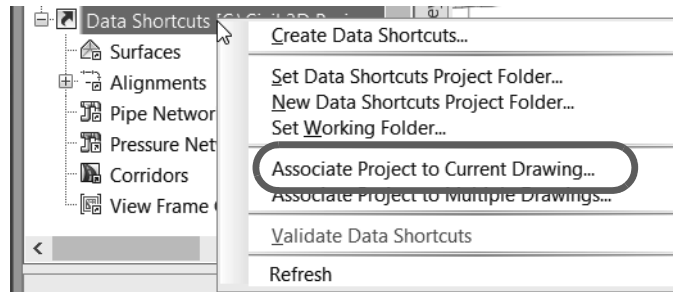 Data Shortcuts
Surfaces
Alignments
Pipe Networ
Pressure Net
Corridors
View Frame
Create Data Shortcuts...
Set Data Shortcuts Project Folder...
New Data Shortcuts Project Folder...
Set Working Folder...
Associate Project to Current Drawing...
Associate Project to Multiple Drawings...
Validate Data Shortcuts
Refresh